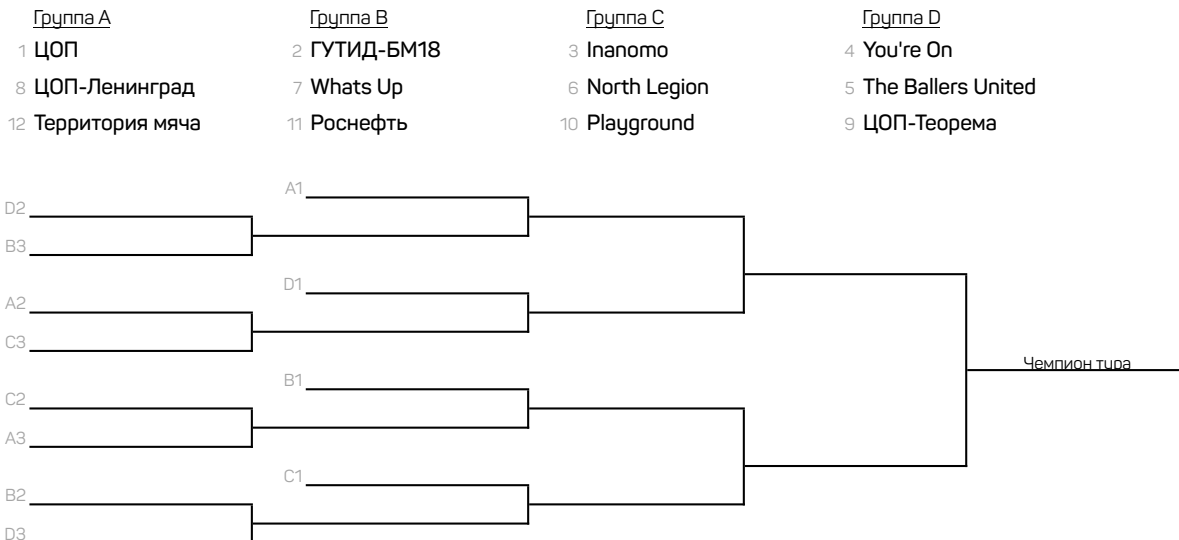 Группа A Группа B Группа C Группа D
1 ЦОП 2 ГУТИД-БМ18 3 Inanomo 4 You're On
8 ЦОП-Ленинград 7 Whats Up 6 North Legion 5 The Ballers United
12 Территория мяча 11 Роснефть 10 Playground 9 ЦОП-Теорема
A1
D2
B3
D1
A2
C3
Чемпион тура
B1
C2
A3
C1
B2
D3